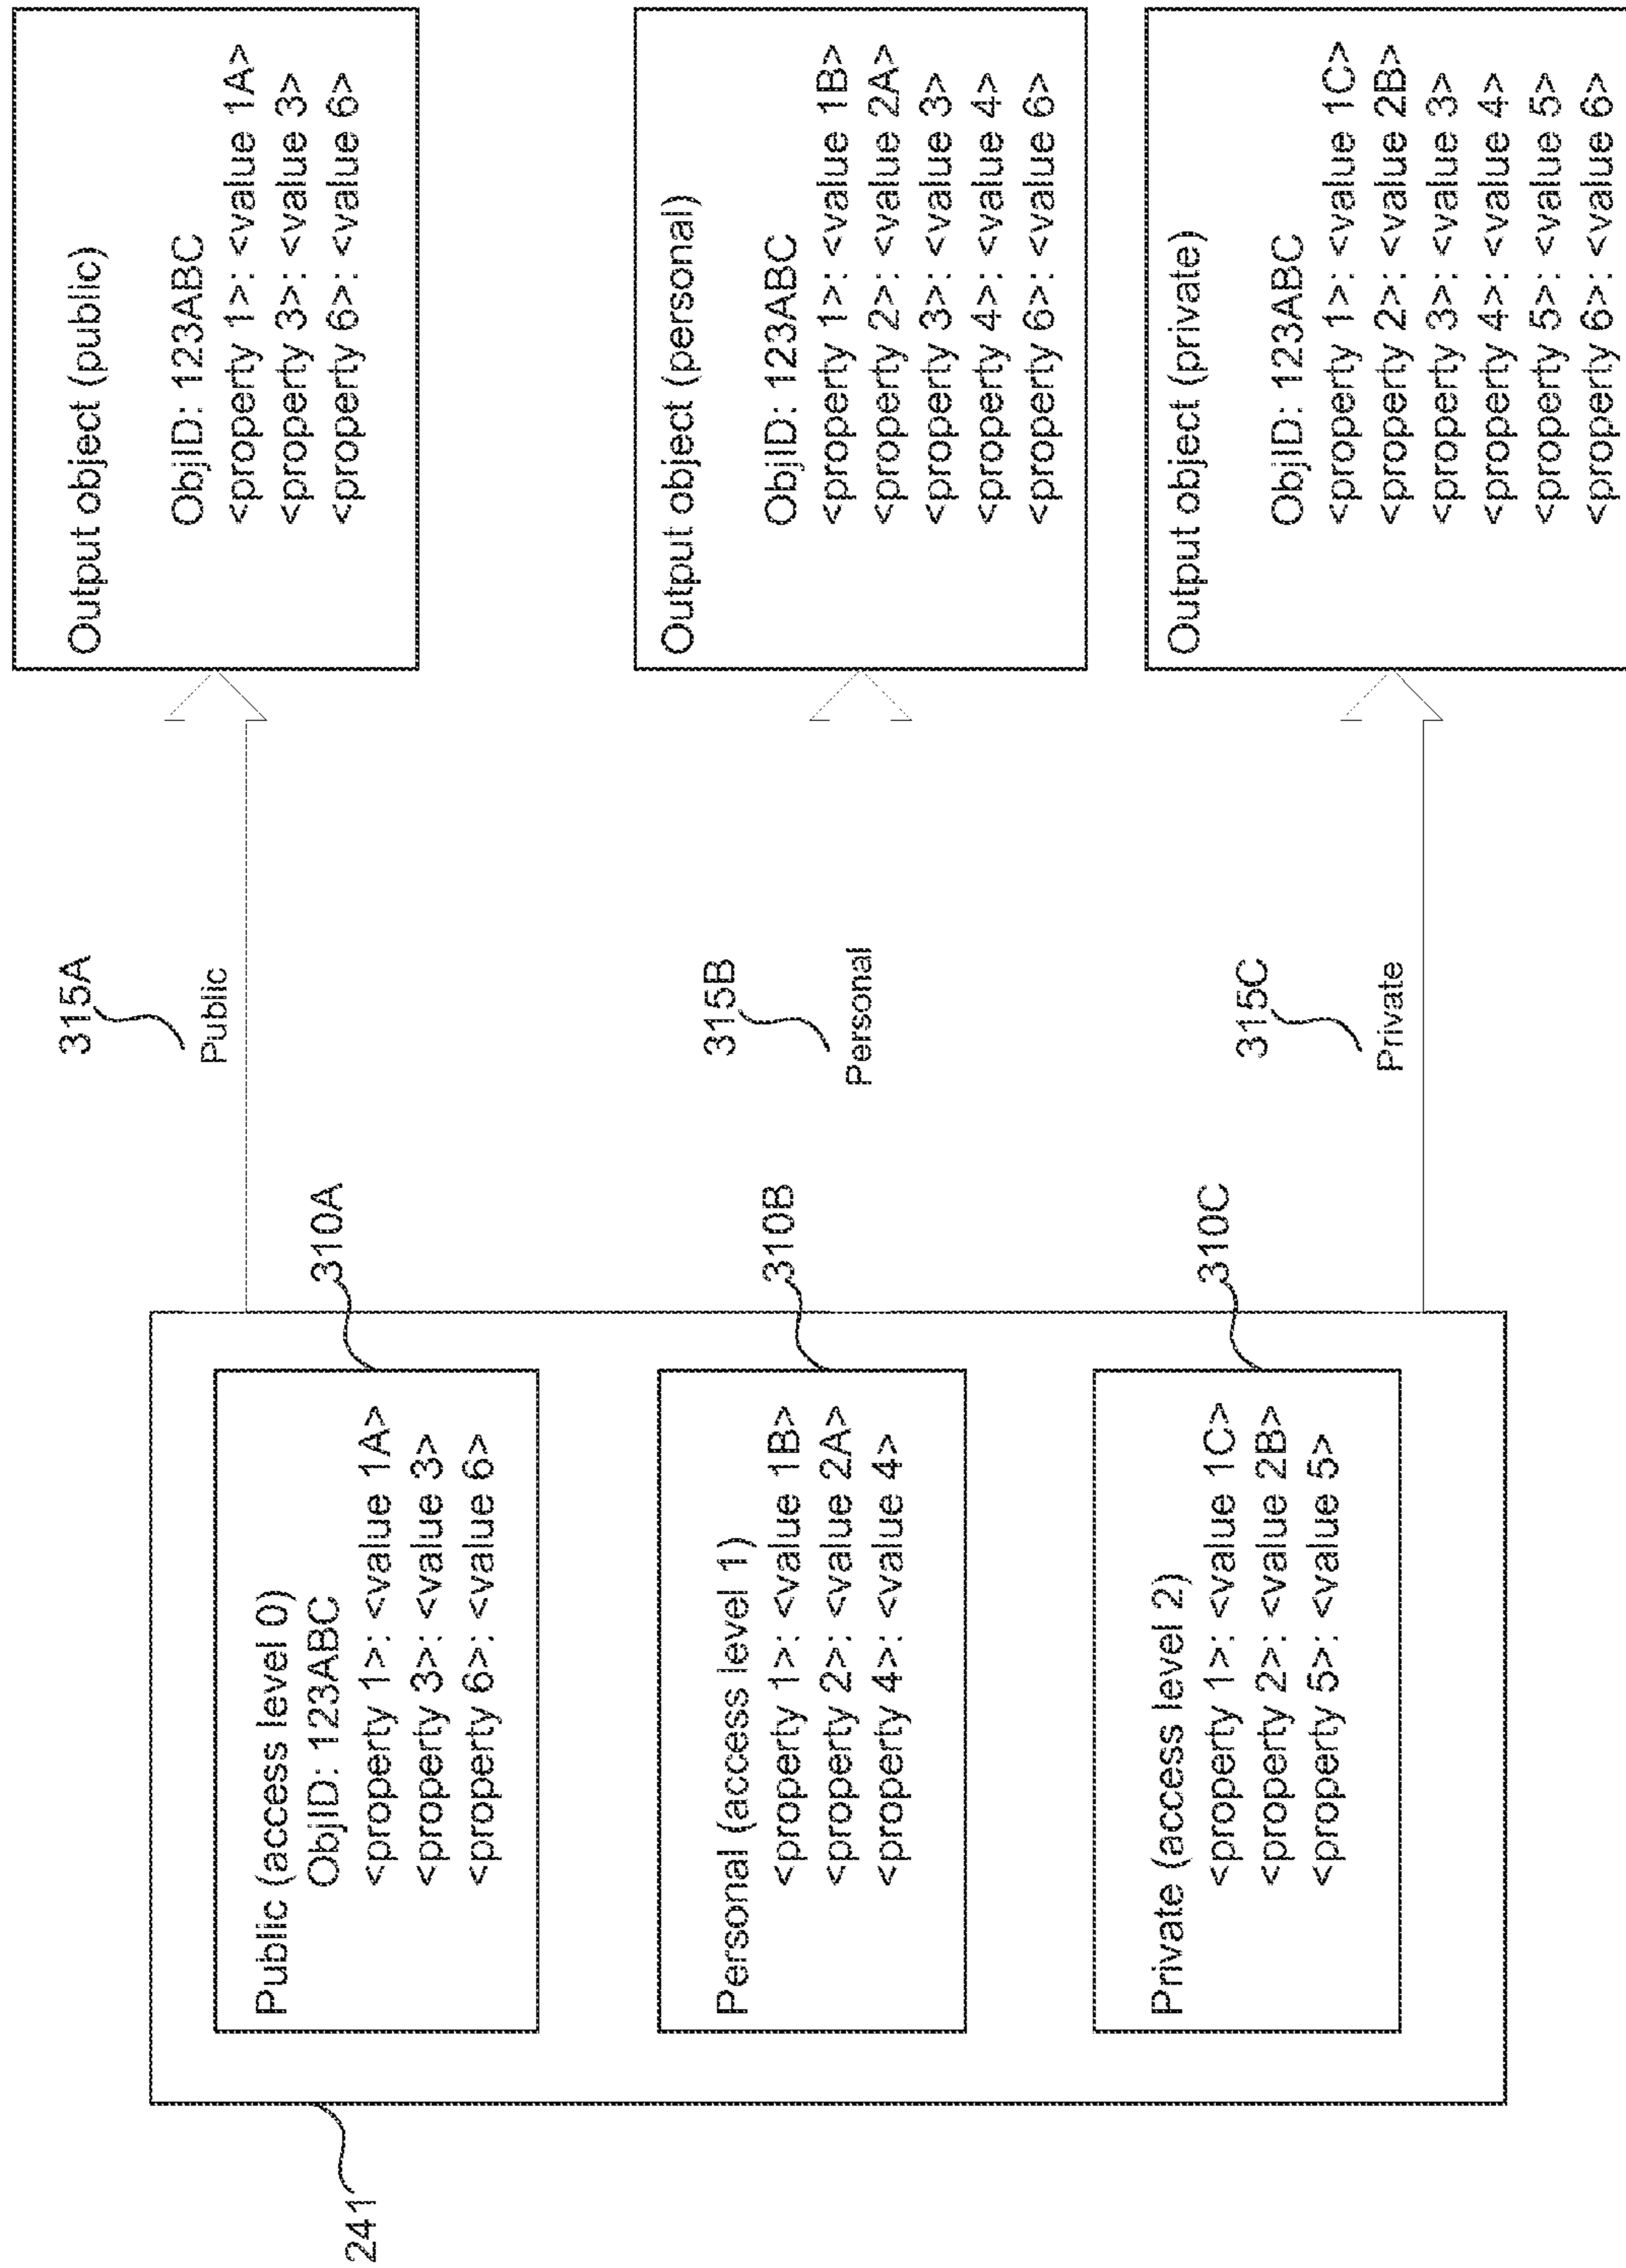 241
Public (access level 0)
ObjID: 123ABC
<property 1>: <value 1A>
<property 3>: <value 3>
<property 6>: <value 6>
310A
Personal (access level 1)
<property 1>: <value 1B>
<property 2>: <value 2A>
<property 4>: <value 4>
310B
Private (access level 2)
<property 1>: <value 1C>
<property 2>: <value 2B>
<property 5>: <value 5>
310C
315A
Public
315B
Personal
315C
Private
Output object (public)
ObjID: 123ABC
<property 1>: <value 1A>
<property 3>: <value 3>
<property 6>: <value 6>
Output object (personal)
ObjID: 123ABC
<property 1>: <value 1B>
<property 2>: <value 2A>
<property 3>: <value 3>
<property 4>: <value 4>
<property 6>: <value 6>
Output object (private)
ObjID: 123ABC
<property 1>: <value 1C>
<property 2>: <value 2B>
<property 3>: <value 3>
<property 4>: <value 4>
<property 5>: <value 5>
<property 6>: <value 6>